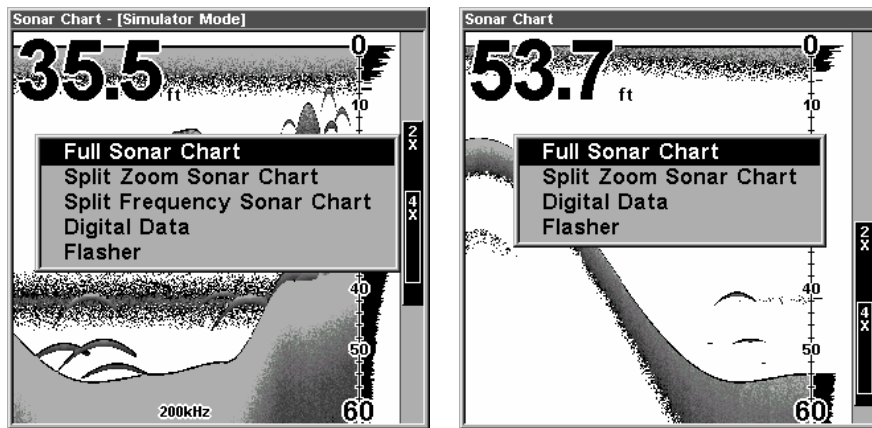 Sonar Chart - [Simulator Mode]
35.5 ft
0
10
2X
4X
Full Sonar Chart
Split Zoom Sonar Chart
Split Frequency Sonar Chart
Digital Data
Flasher
40
50
60
200kHz
Sonar Chart
53.7 ft
0
10
Full Sonar Chart
Split Zoom Sonar Chart
Digital Data
Flasher
2X
4X
40
50
60